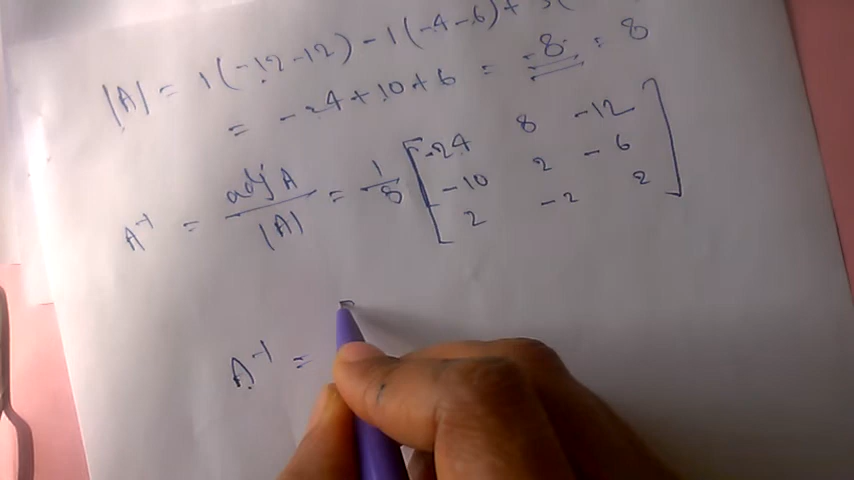 |A| = 1(-12-12) - 1(-4-6) +
= -24+10+6 = -8 = 8
A⁻¹ = adj A / |A| = 1/8 [ -24 8 -12
-10 2 -6
2 -2 2 ]
A⁻¹ =